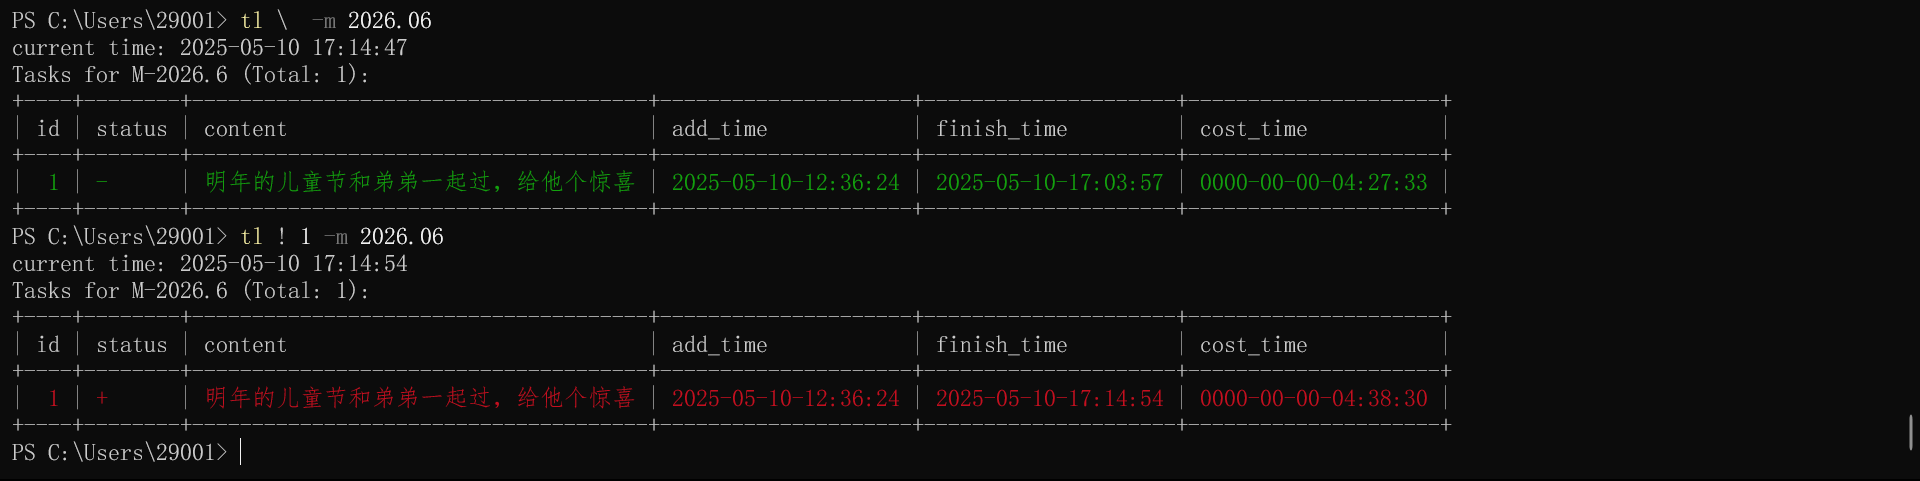 PS C:\Users\29001> tl \  -m 2026.06
current time: 2025-05-10 17:14:47
Tasks for M-2026.6 (Total: 1):
+----+--------+--------------------------------------+---------------------+---------------------+---------------------+
| id | status | content                              | add_time            | finish_time         | cost_time           |
+----+--------+--------------------------------------+---------------------+---------------------+---------------------+
|  1 | -      | 明年的儿童节和弟弟一起过，给他个惊喜 | 2025-05-10-12:36:24 | 2025-05-10-17:03:57 | 0000-00-00-04:27:33 |
+----+--------+--------------------------------------+---------------------+---------------------+---------------------+
PS C:\Users\29001> tl ! 1 -m 2026.06
current time: 2025-05-10 17:14:54
Tasks for M-2026.6 (Total: 1):
+----+--------+--------------------------------------+---------------------+---------------------+---------------------+
| id | status | content                              | add_time            | finish_time         | cost_time           |
+----+--------+--------------------------------------+---------------------+---------------------+---------------------+
|  1 | +      | 明年的儿童节和弟弟一起过，给他个惊喜 | 2025-05-10-12:36:24 | 2025-05-10-17:14:54 | 0000-00-00-04:38:30 |
+----+--------+--------------------------------------+---------------------+---------------------+---------------------+
PS C:\Users\29001>